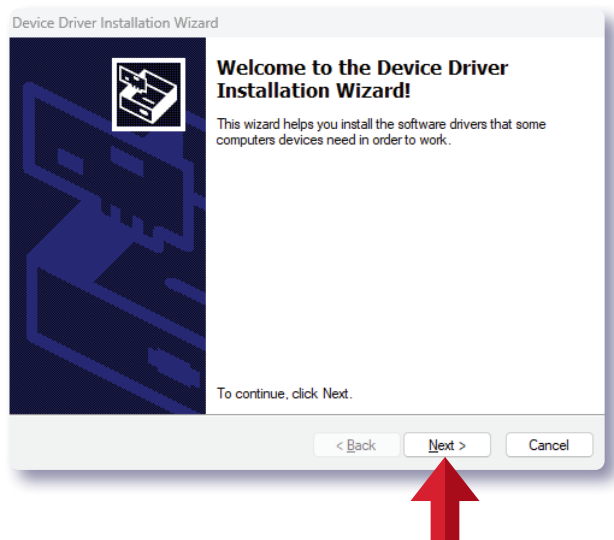 Device Driver Installation Wizard
Welcome to the Device Driver
Installation Wizard!
This wizard helps you install the software drivers that some
computers devices need in order to work.
To continue, click Next.
< Back
Next >
Cancel